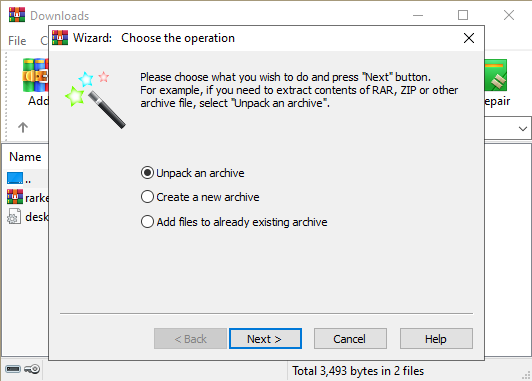 Downloads
File
Wizard: Choose the operation
Add
Please choose what you wish to do and press "Next" button.
For example, if you need to extract contents of RAR, ZIP or other
archive file, select "Unpack an archive".
epair
Name
..
rarke
desk
Unpack an archive
Create a new archive
Add files to already existing archive
< Back
Next >
Cancel
Help
Total 3,493 bytes in 2 files